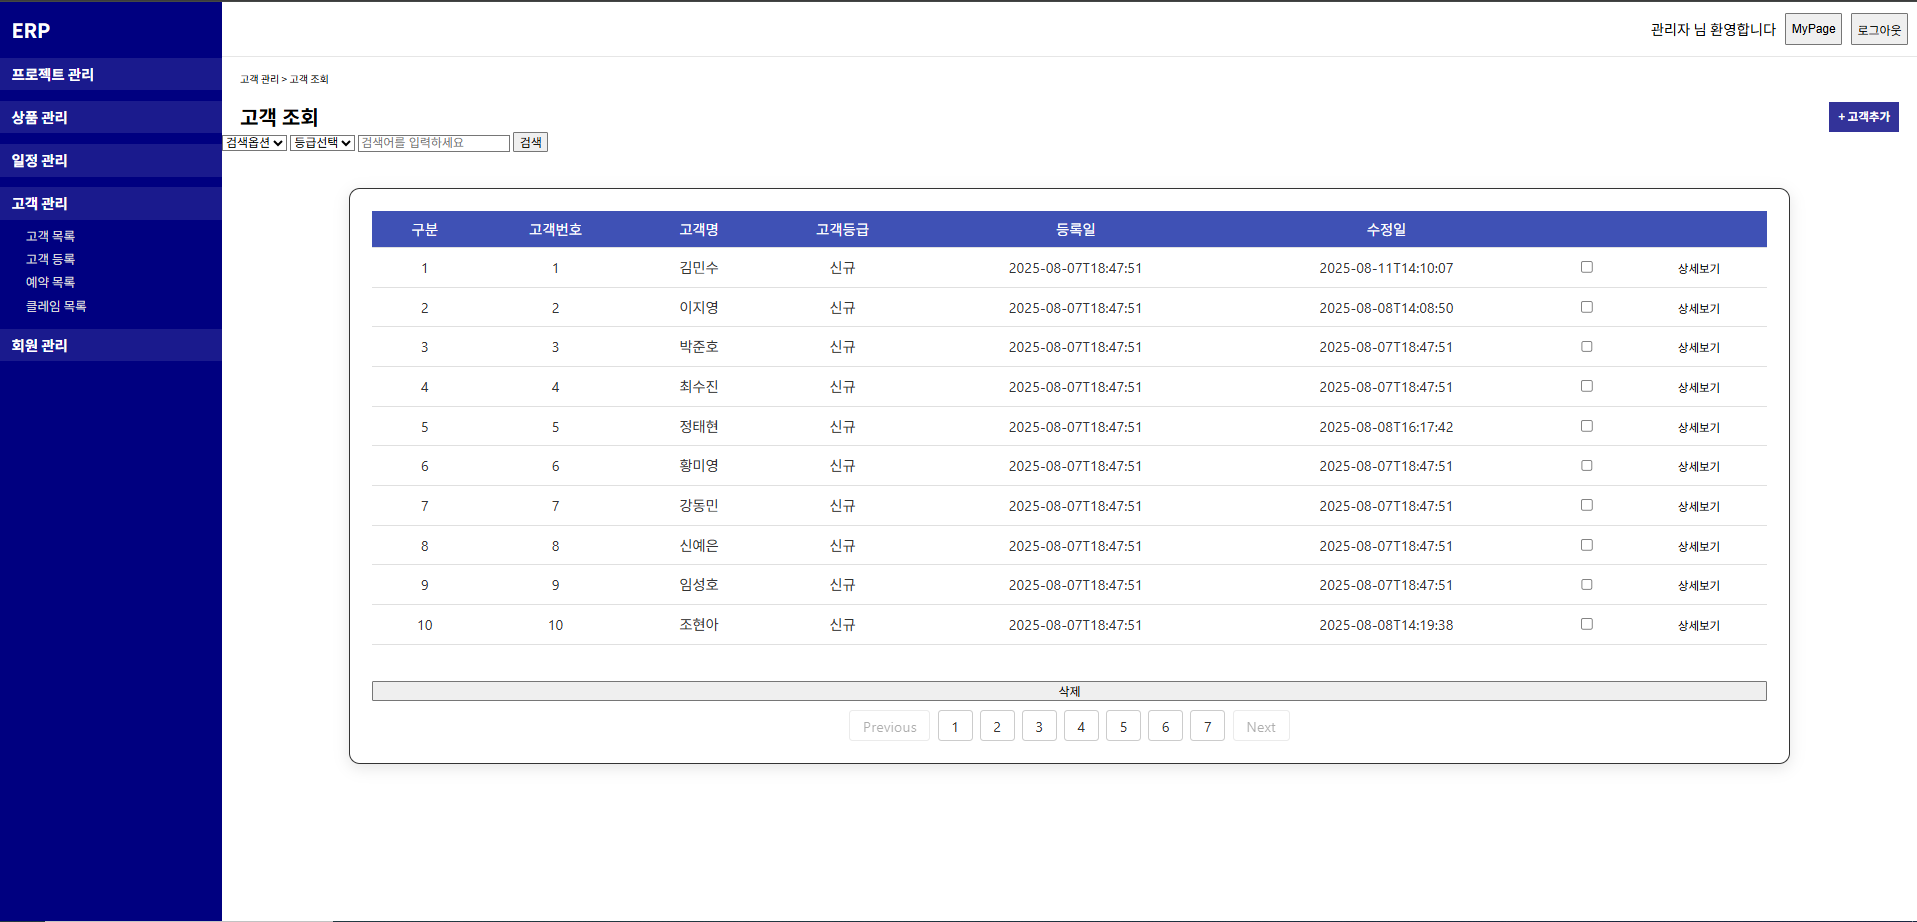 ERP
관리자 님 환영합니다 MyPage 로그아웃
프로젝트 관리
상품 관리
일정 관리
고객 관리
고객 목록
고객 등록
예약 목록
클레임 목록
회원 관리
고객 관리 > 고객 조회
고객 조회
+ 고객추가
검색옵션 등급선택 검색어를 입력하세요 검색
구분 고객번호 고객명 고객등급 등록일 수정일
1 1 김민수 신규 2025-08-07T18:47:51 2025-08-11T14:10:07 상세보기
2 2 이지영 신규 2025-08-07T18:47:51 2025-08-08T14:08:50 상세보기
3 3 박준호 신규 2025-08-07T18:47:51 2025-08-07T18:47:51 상세보기
4 4 최수진 신규 2025-08-07T18:47:51 2025-08-07T18:47:51 상세보기
5 5 정태현 신규 2025-08-07T18:47:51 2025-08-08T16:17:42 상세보기
6 6 황미영 신규 2025-08-07T18:47:51 2025-08-07T18:47:51 상세보기
7 7 강동민 신규 2025-08-07T18:47:51 2025-08-07T18:47:51 상세보기
8 8 신예은 신규 2025-08-07T18:47:51 2025-08-07T18:47:51 상세보기
9 9 임성호 신규 2025-08-07T18:47:51 2025-08-07T18:47:51 상세보기
10 10 조현아 신규 2025-08-07T18:47:51 2025-08-08T14:19:38 상세보기
삭제
Previous 1 2 3 4 5 6 7 Next